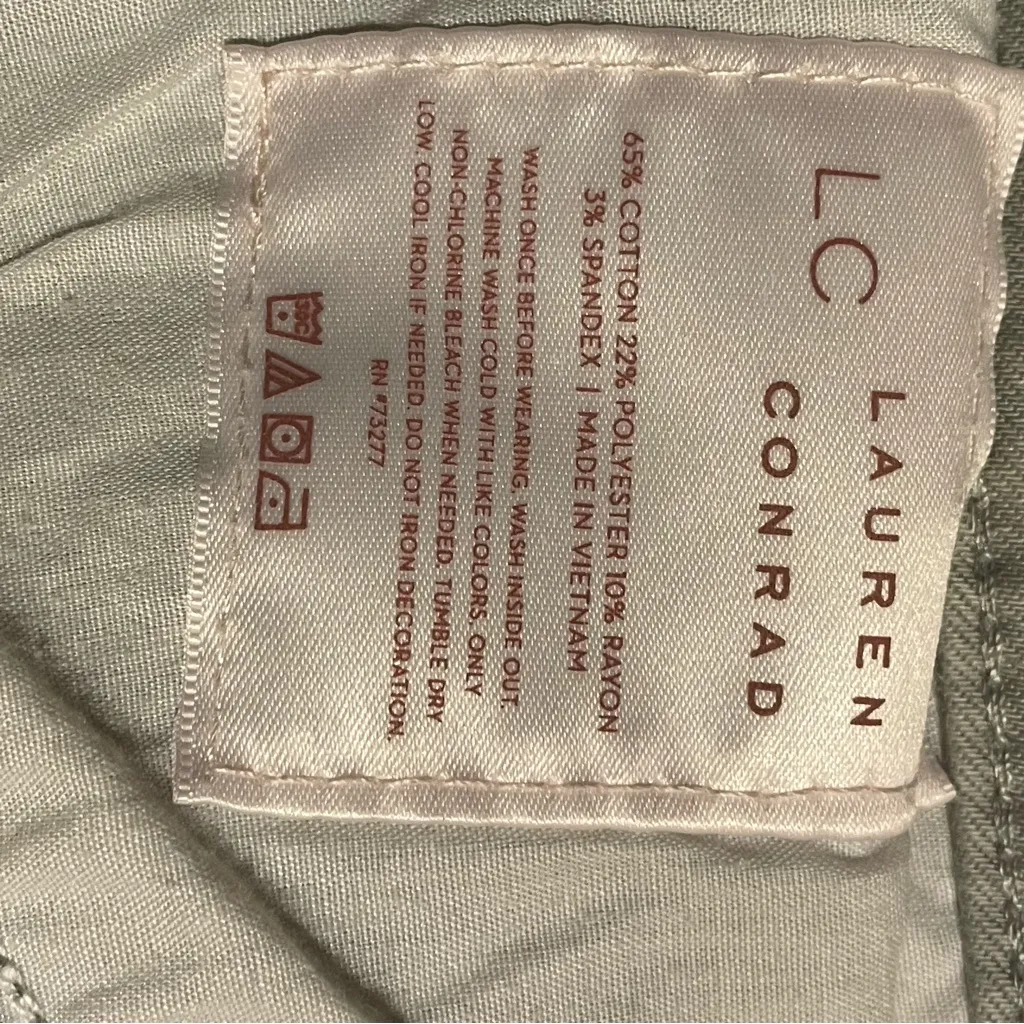 LC LAUREN
CONRAD
65% COTTON 22% POLYESTER 10% RAYON
3% SPANDEX | MADE IN VIETNAM
WASH ONCE BEFORE WEARING. WASH INSIDE OUT.
MACHINE WASH COLD WITH LIKE COLORS. ONLY
NON-CHLORINE BLEACH WHEN NEEDED. TUMBLE DRY
LOW. COOL IRON IF NEEDED. DO NOT IRON DECORATION.
RN #73277
30C